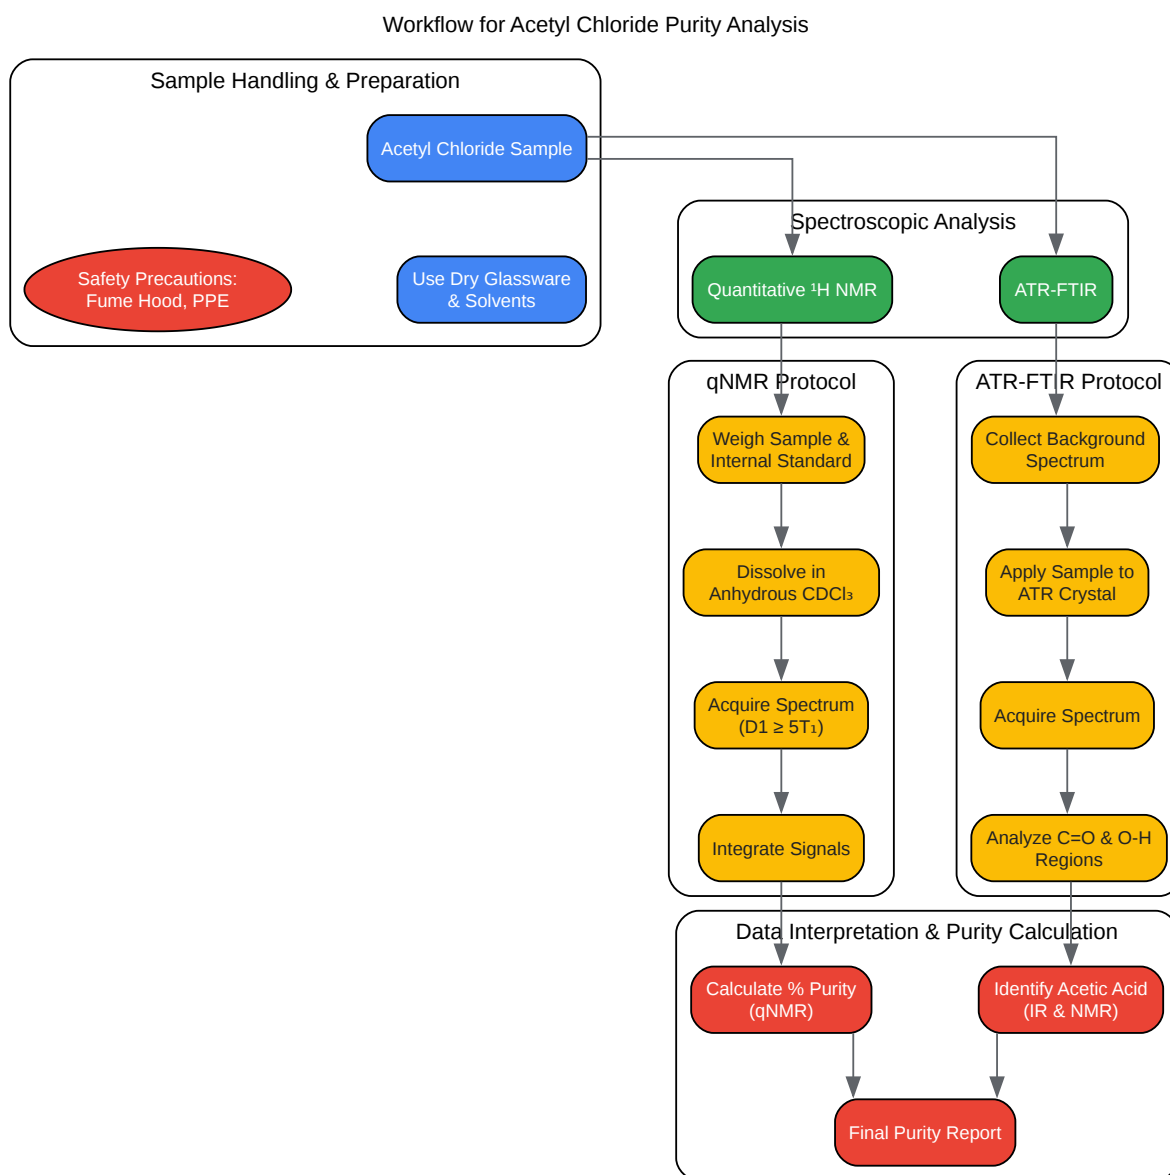 Workflow for Acetyl Chloride Purity Analysis
Sample Handling & Preparation
Acetyl Chloride Sample
Safety Precautions:
Fume Hood, PPE
Use Dry Glassware
& Solvents
Spectroscopic Analysis
Quantitative ¹H NMR
ATR-FTIR
qNMR Protocol
Weigh Sample &
Internal Standard
Dissolve in
Anhydrous CDCl₃
Acquire Spectrum
(D1 ≥ 5T₁)
Integrate Signals
ATR-FTIR Protocol
Collect Background
Spectrum
Apply Sample to
ATR Crystal
Acquire Spectrum
Analyze C=O & O-H
Regions
Data Interpretation & Purity Calculation
Calculate % Purity
(qNMR)
Identify Acetic Acid
(IR & NMR)
Final Purity Report